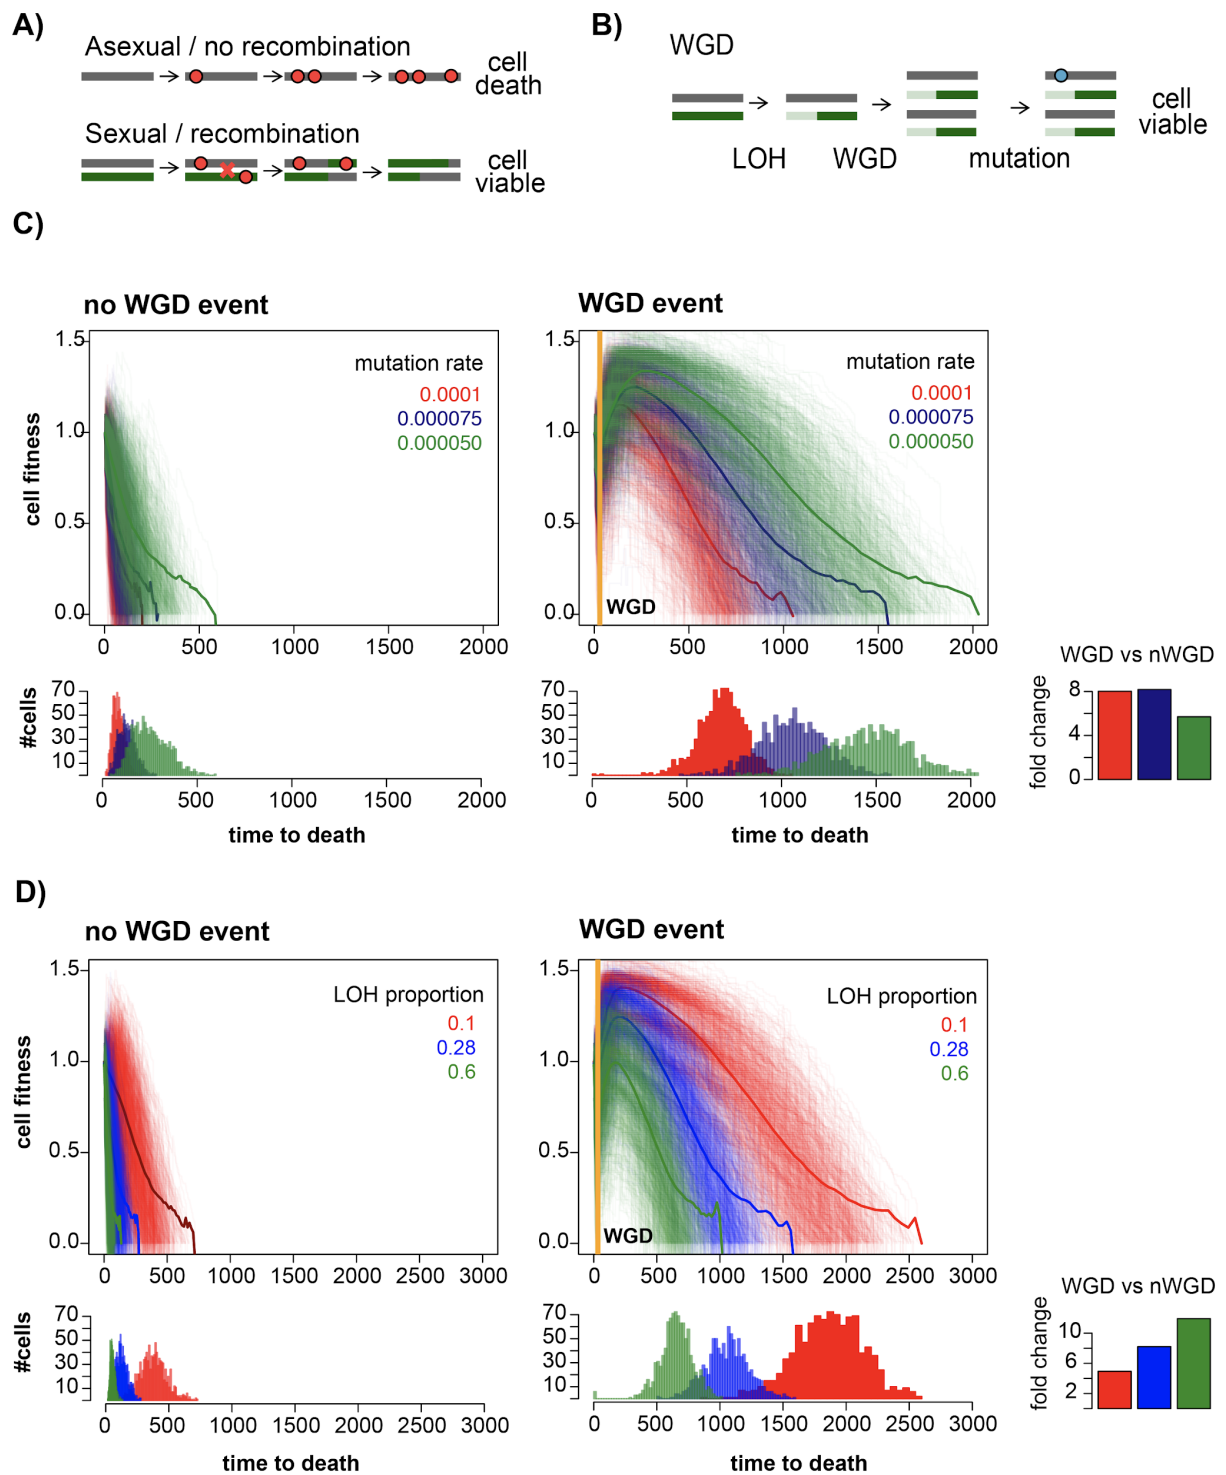 A)
Asexual / no recombination
cell
death
Sexual / recombination
cell
viable
B)
WGD
LOH
WGD
mutation
cell
viable
C)
no WGD event
1.5
1.0
0.5
0.0
cell fitness
mutation rate
0.0001
0.000075
0.000050
0
500
1000
1500
2000
WGD event
1.5
1.0
0.5
0.0
mutation rate
0.0001
0.000075
0.000050
WGD
0
500
1000
1500
2000
#cells
70
50
30
10
0
500
1000
1500
2000
time to death
70
50
30
10
0
500
1000
1500
2000
time to death
WGD vs nWGD
fold change
8
4
0
D)
no WGD event
1.5
1.0
0.5
0.0
cell fitness
LOH proportion
0.1
0.28
0.6
0
500
1000
1500
2000
2500
3000
WGD event
1.5
1.0
0.5
0.0
LOH proportion
0.1
0.28
0.6
WGD
0
500
1000
1500
2000
2500
3000
#cells
70
50
30
10
0
500
1000
1500
2000
2500
3000
time to death
70
50
30
10
0
500
1000
1500
2000
2500
3000
time to death
WGD vs nWGD
fold change
10
6
2